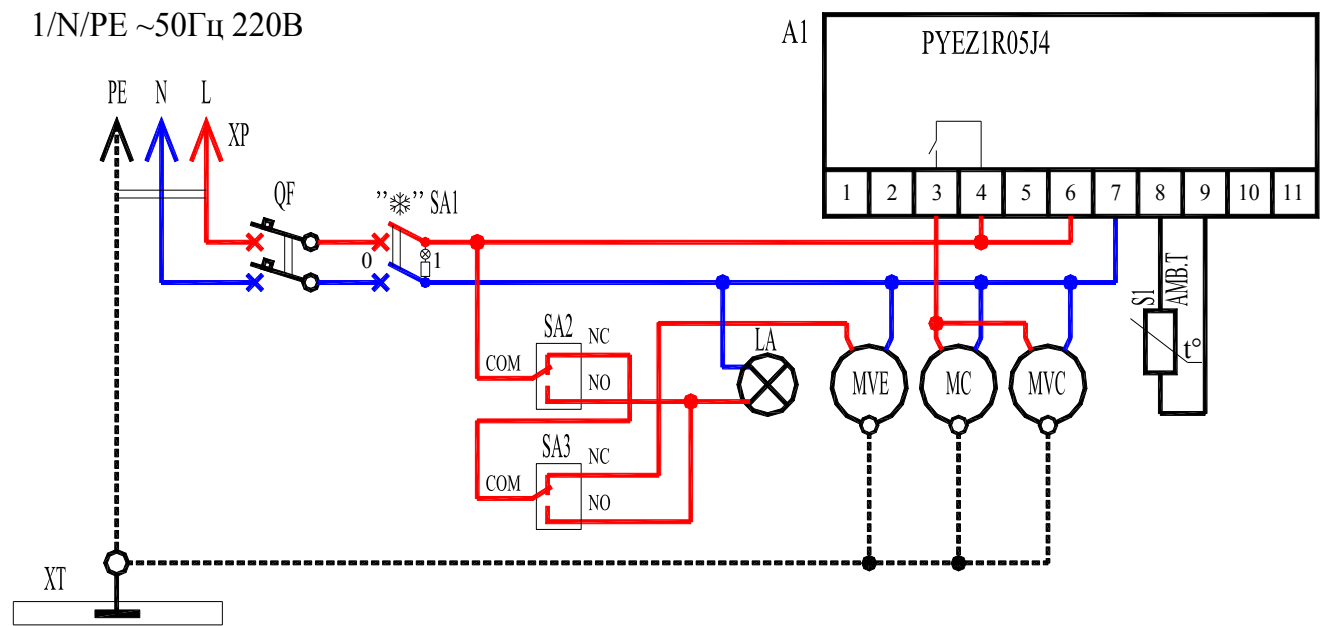 1/N/PE ~50Гц 220В
A1
PYEZ1R05J4
PE N L
XP
1 2 3 4 5 6 7 8 9 10 11
QF
"❄" SA1
0 1
S1
AMB.T
t°
SA2
NC
COM
NO
LA
MVE
MC
MVC
SA3
NC
COM
NO
XT